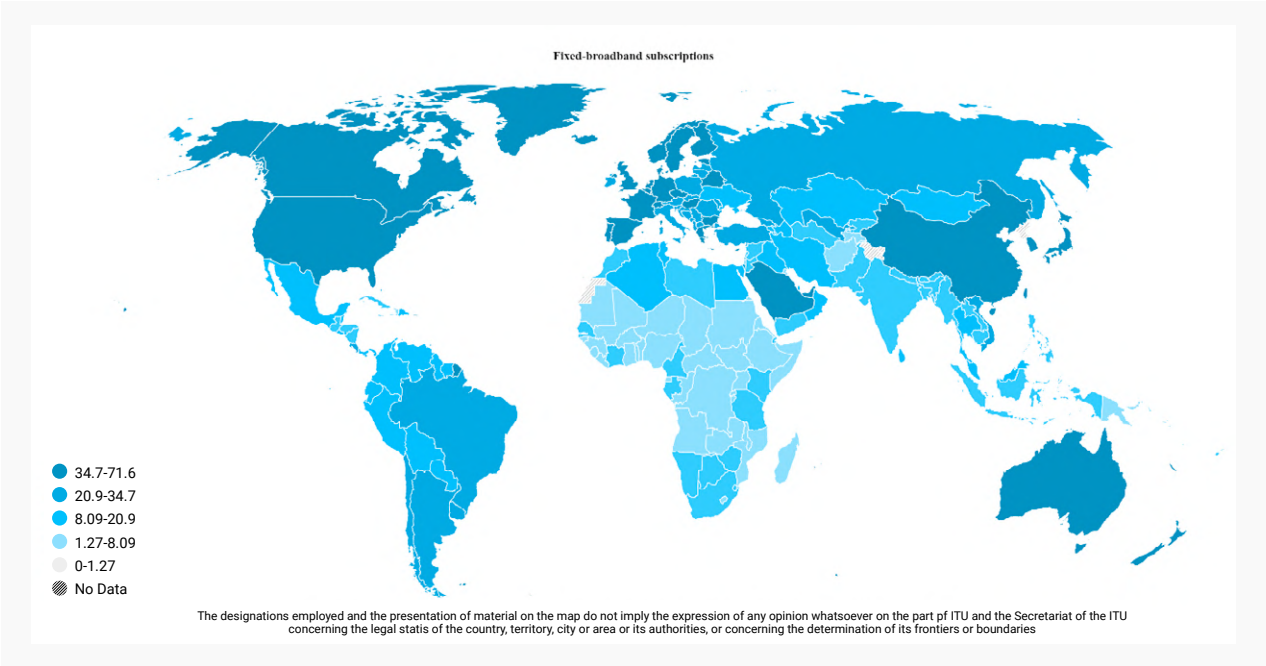 Fixed-broadband subscriptions
34.7-71.6
20.9-34.7
8.09-20.9
1.27-8.09
0-1.27
No Data
The designations employed and the presentation of material on the map do not imply the expression of any opinion whatsoever on the part pf ITU and the Secretariat of the ITU
concerning the legal statis of the country, territory, city or area or its authorities, or concerning the determination of its frontiers or boundaries